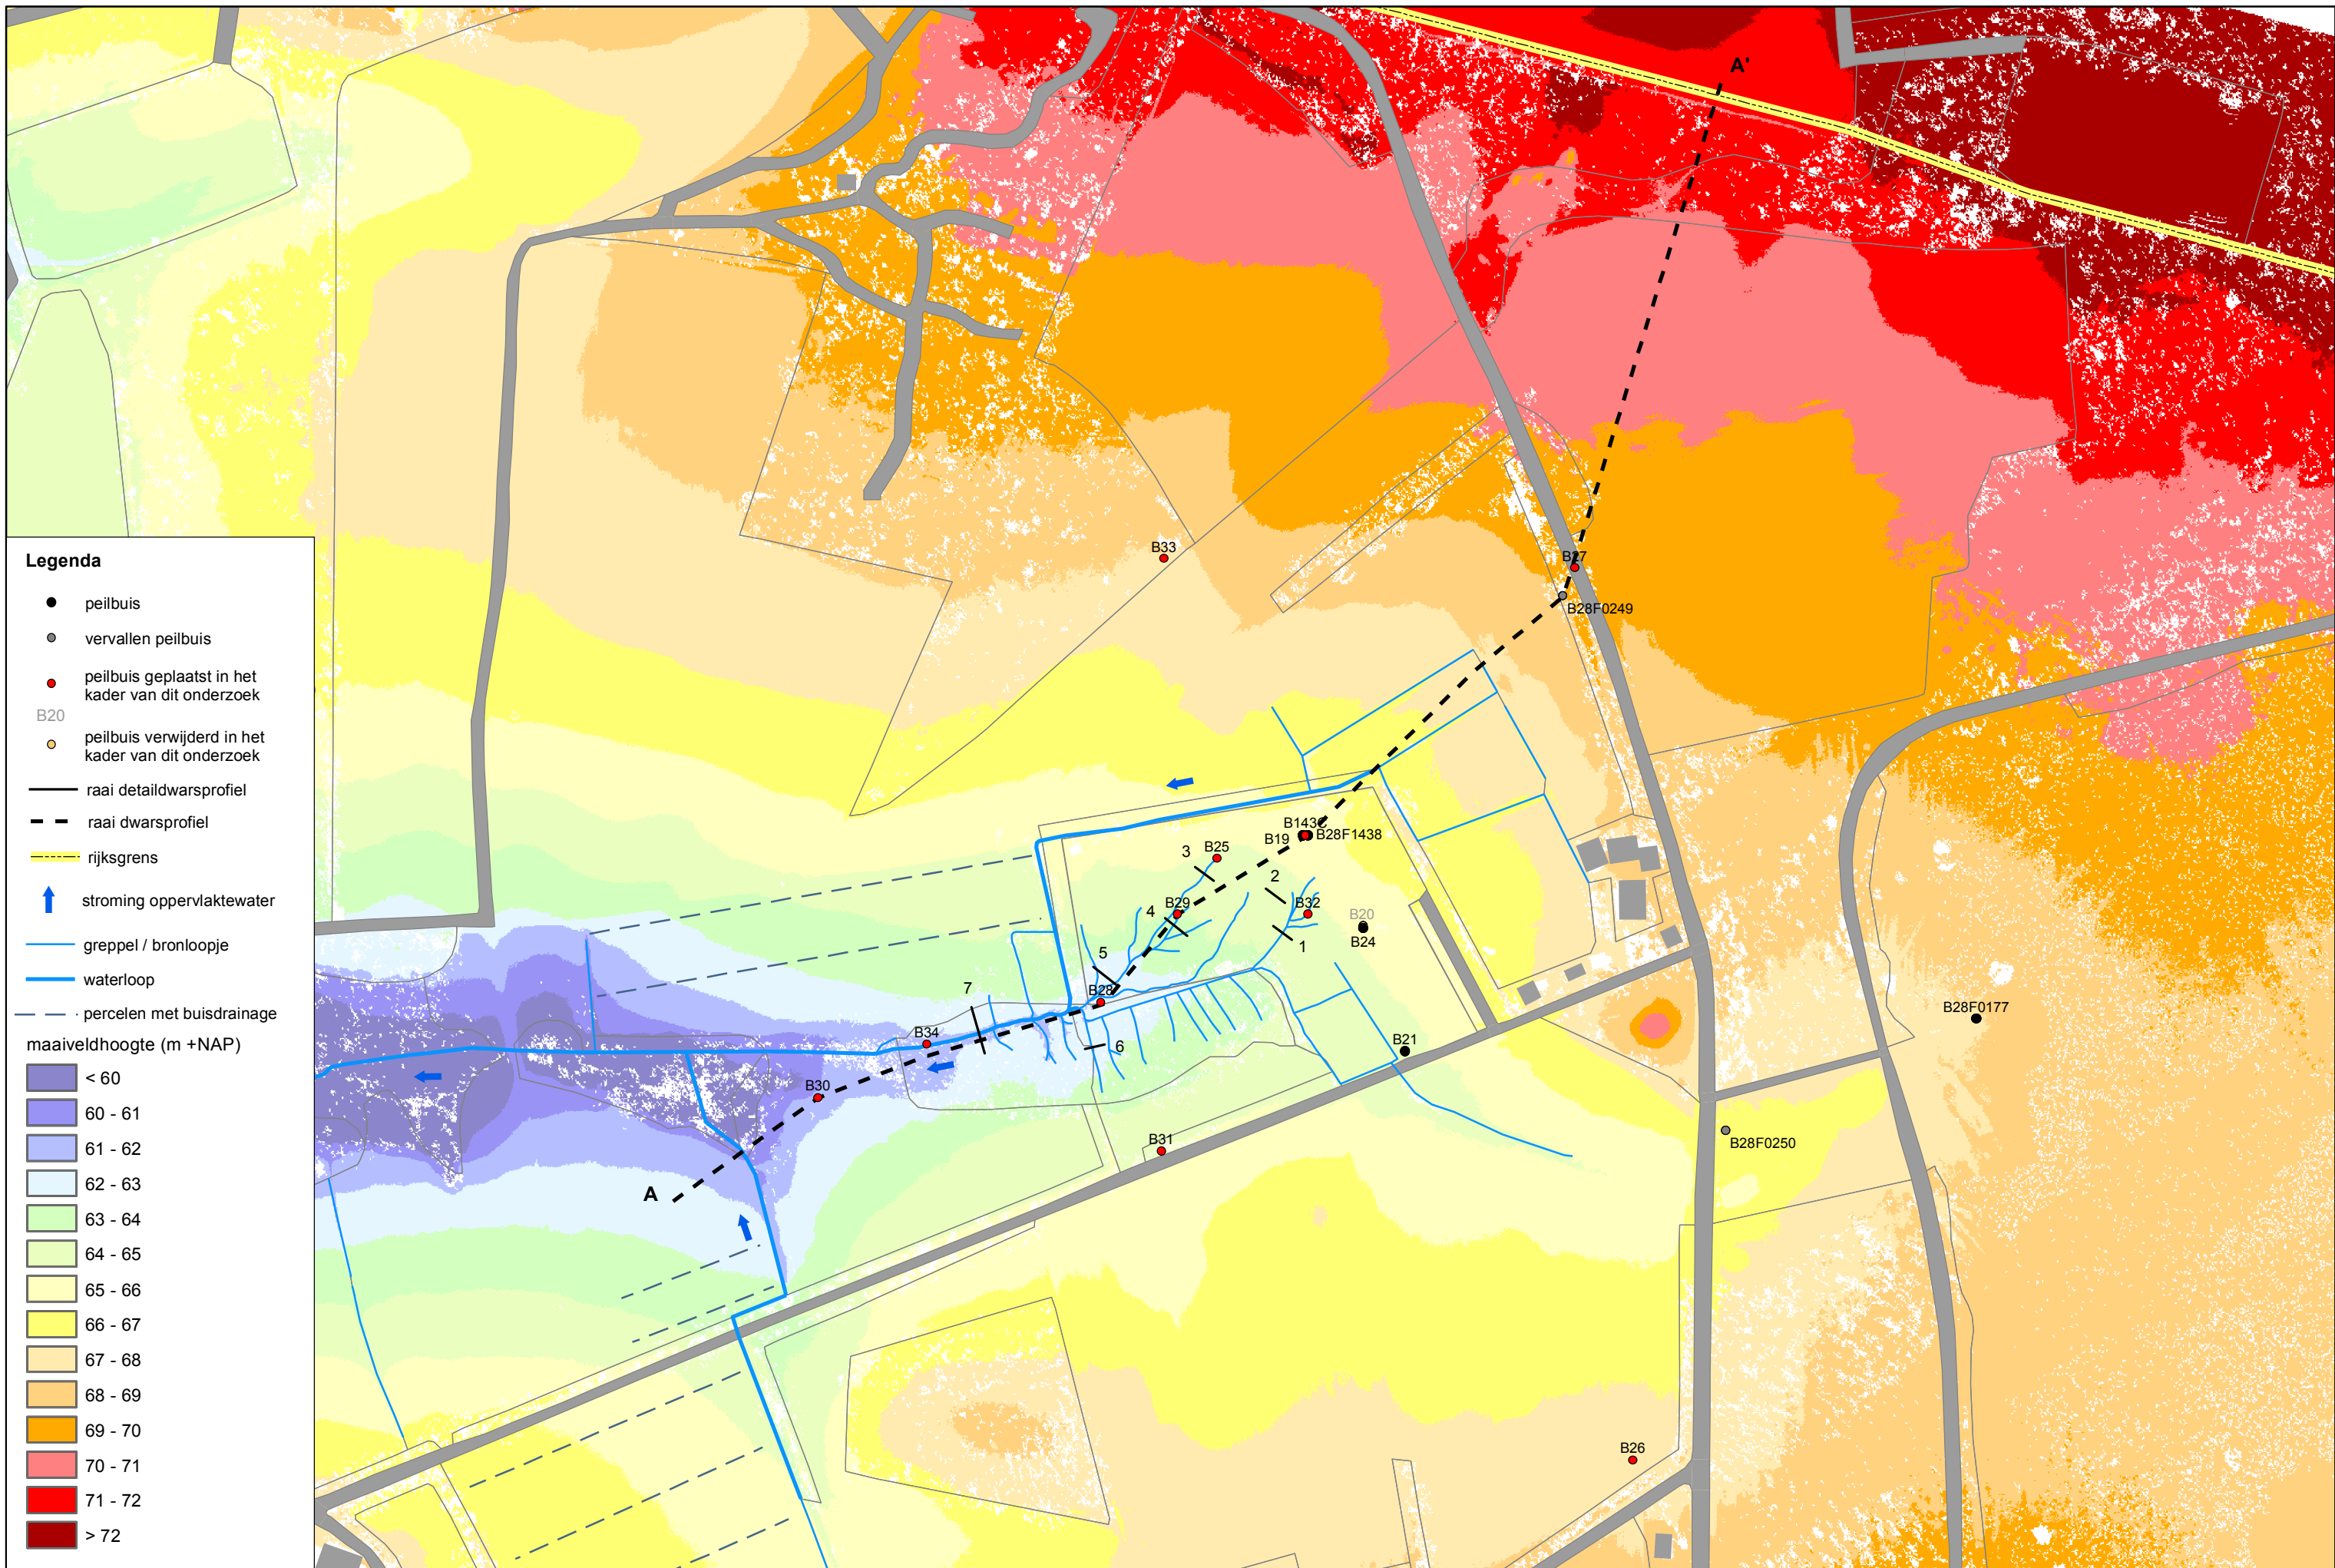 A'
B33
B27
B28F0249
Legenda
peilbuis
vervallen peilbuis
peilbuis geplaatst in het
kader van dit onderzoek
B20
peilbuis verwijderd in het
kader van dit onderzoek
raai detaildwarsprofiel
raai dwarsprofiel
rijksgrens
stroming oppervlaktewater
greppel / bronloopje
waterloop
percelen met buisdrainage
maaiveldhoogte (m +NAP)
< 60
60 - 61
61 - 62
62 - 63
63 - 64
64 - 65
65 - 66
66 - 67
67 - 68
68 - 69
69 - 70
70 - 71
71 - 72
> 72
B143C
B19
B28F1438
3
B25
2
4
B29
B32
B20
B24
1
5
7
B28
B28F0177
B34
6
B21
B30
B31
B28F0250
A
B26